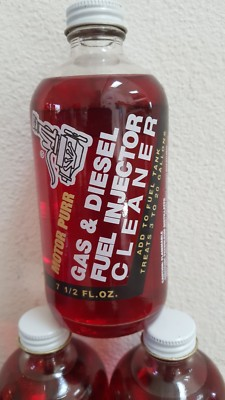 MOTOR PURR
GAS & DIESEL
FUEL INJECTOR
CLEANER
ADD TO FUEL TANK
TREATS 3 TO 20 GALLONS
7 1/2 FL.OZ.